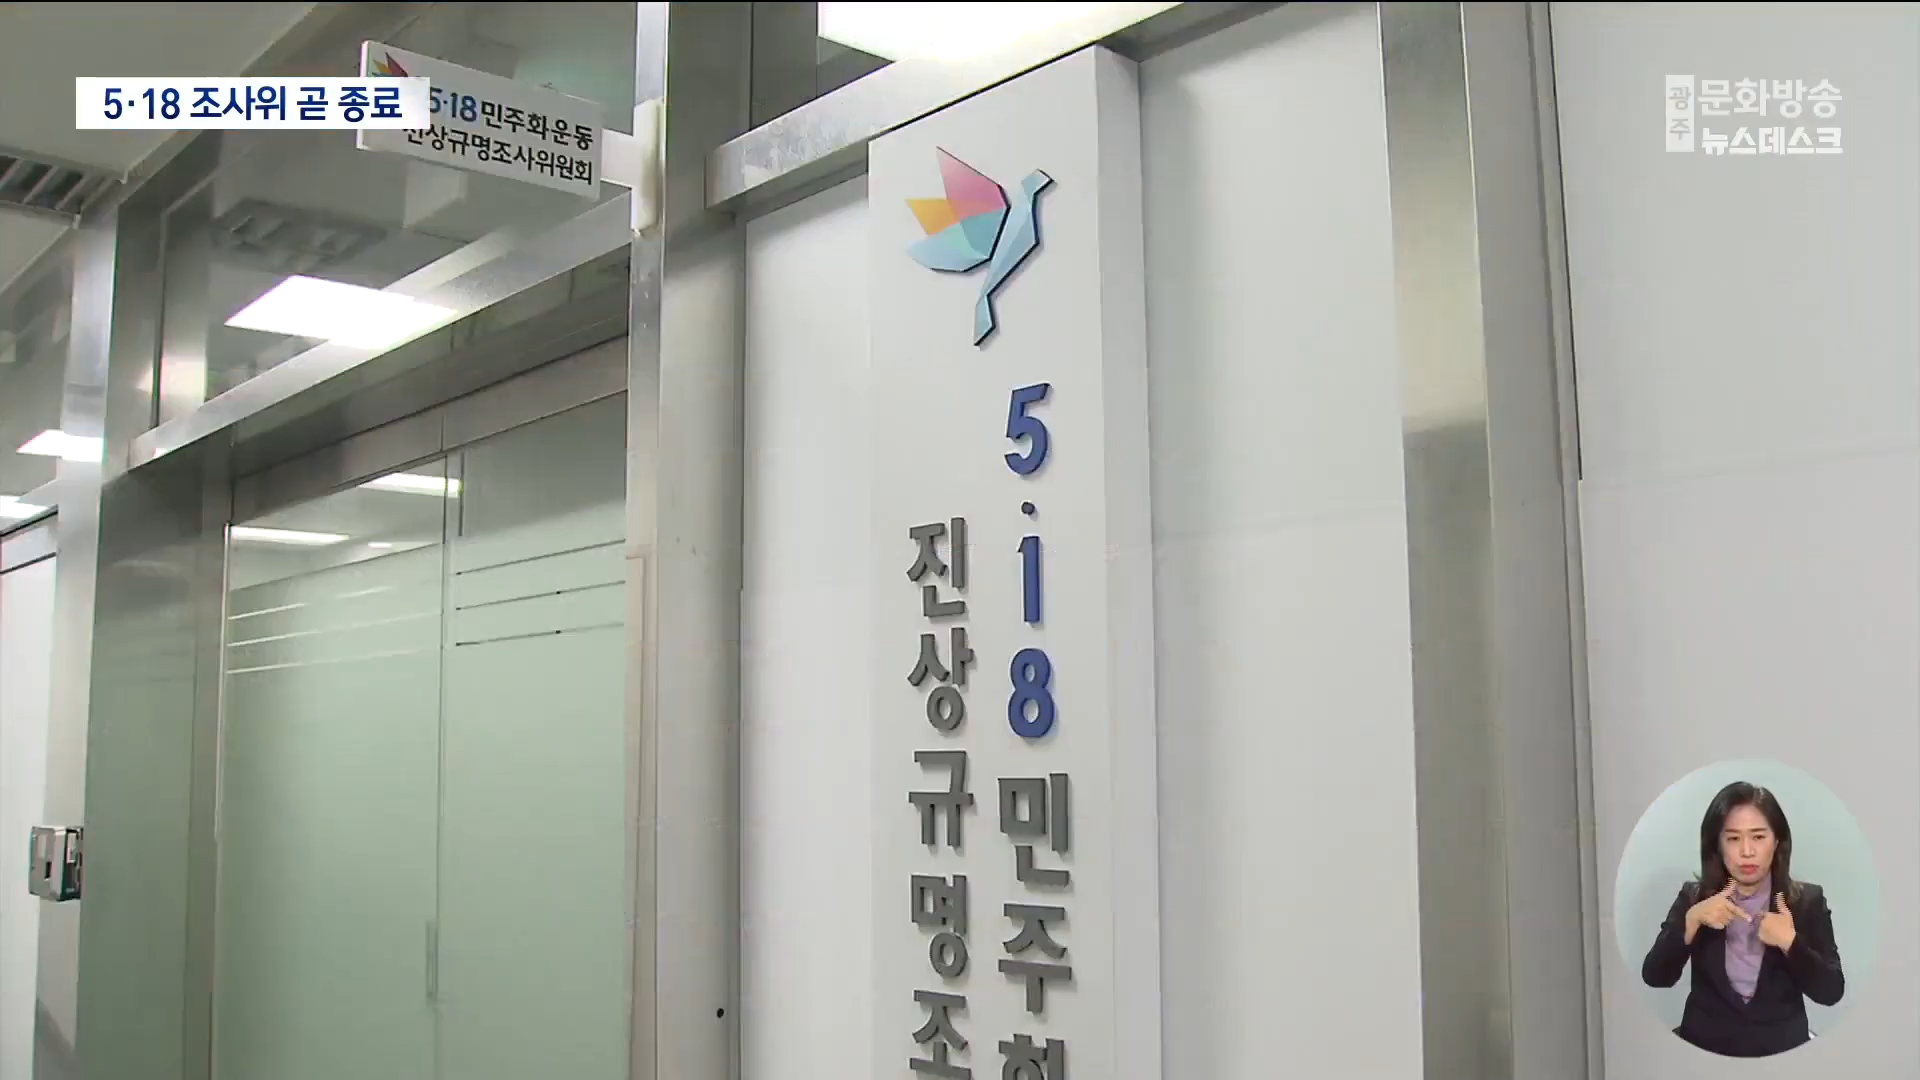 5·18 조사위 곧 종료
5·18 민주화운동
진상규명조사위원회
광주
문화방송
뉴스데스크
5·18 민주화
진상규명조